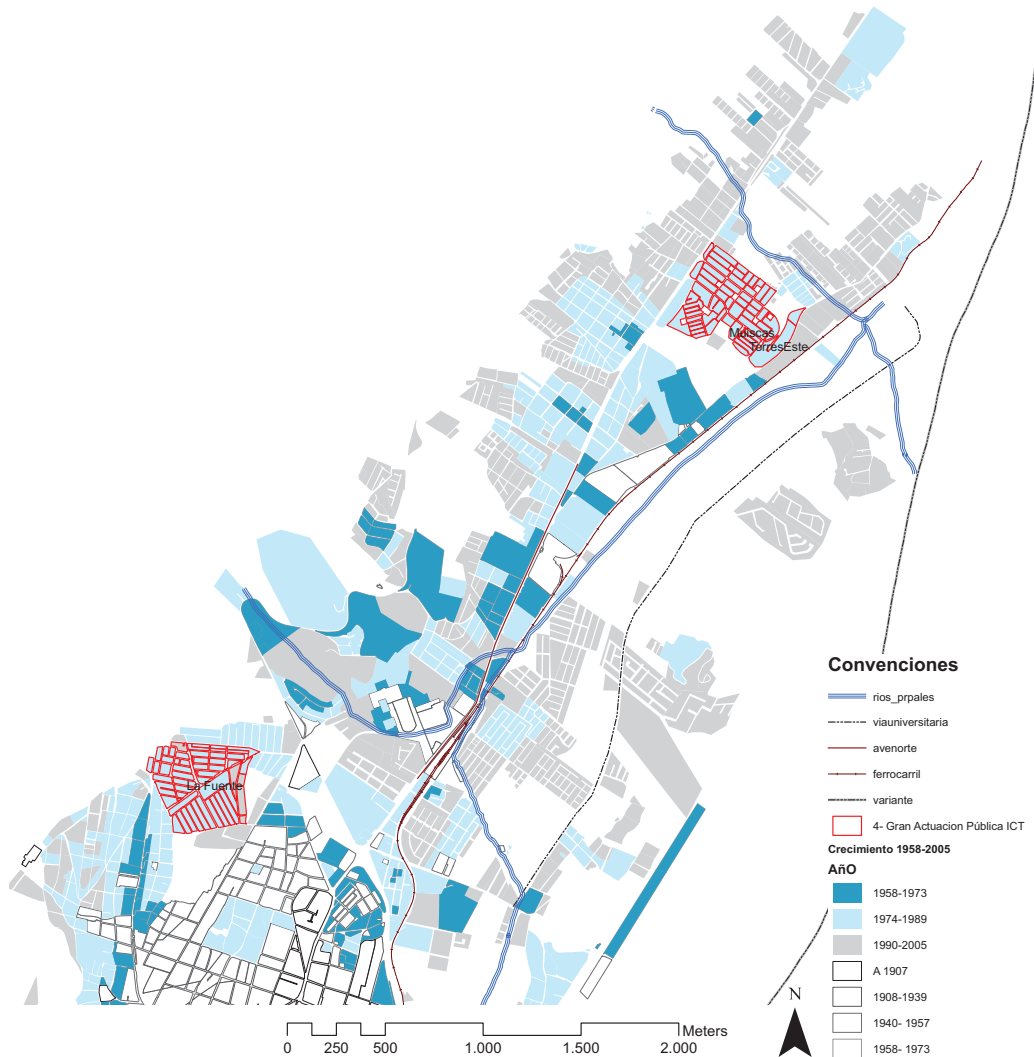 Muiscas
TorresEste
La Fuente
Convenciones
rios_prpales
viauniversitaria
avenorte
ferrocarril
variante
4- Gran Actuacion Pública ICT
Crecimiento 1958-2005
AñO
1958-1973
1974-1989
1990-2005
A 1907
1908-1939
1940- 1957
1958- 1973
N
Meters
0 250 500 1.000 1.500 2.000